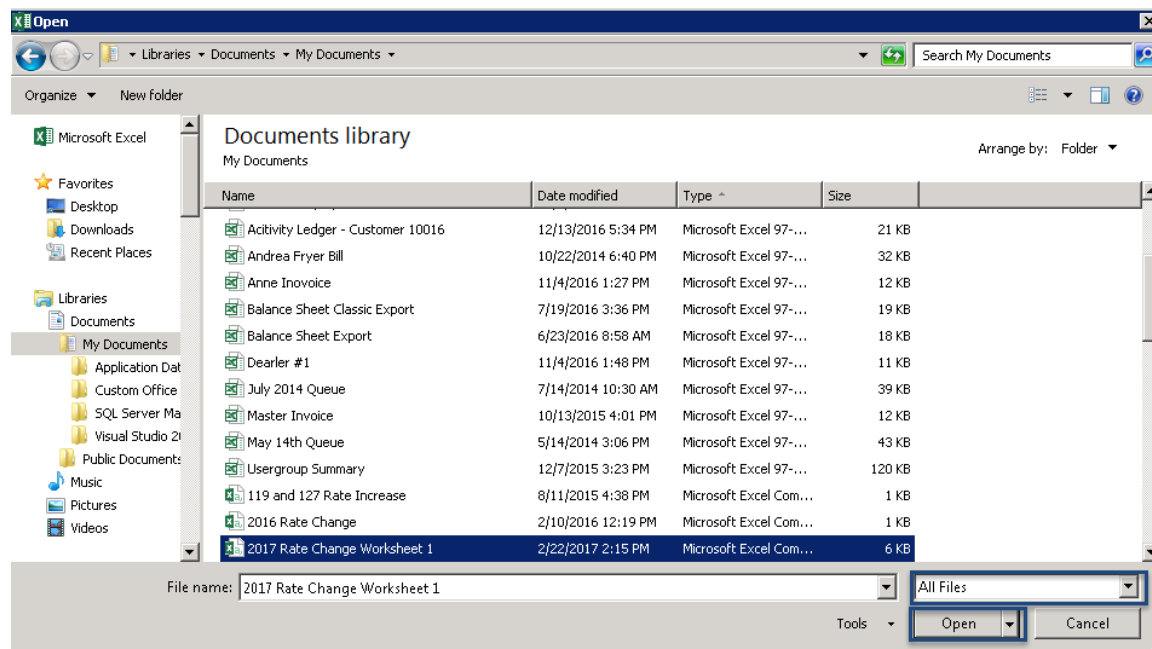 Open
Libraries Documents My Documents
Search My Documents
Organize New folder
Microsoft Excel
Favorites
Desktop
Downloads
Recent Places
Libraries
Documents
My Documents
Application Dat
Custom Office
SQL Server Ma
Visual Studio 2
Public Documents
Music
Pictures
Videos
Documents library
My Documents
Arrange by: Folder
Name Date modified Type Size
Acitivity Ledger - Customer 10016 12/13/2016 5:34 PM Microsoft Excel 97-... 21 KB
Andrea Fryer Bill 10/22/2014 6:40 PM Microsoft Excel 97-... 32 KB
Anne Inovoice 11/4/2016 1:27 PM Microsoft Excel 97-... 12 KB
Balance Sheet Classic Export 7/19/2016 3:36 PM Microsoft Excel 97-... 19 KB
Balance Sheet Export 6/23/2016 8:58 AM Microsoft Excel 97-... 18 KB
Dearler #1 11/4/2016 1:48 PM Microsoft Excel 97-... 11 KB
July 2014 Queue 7/14/2014 10:30 AM Microsoft Excel 97-... 39 KB
Master Invoice 10/13/2015 4:01 PM Microsoft Excel 97-... 12 KB
May 14th Queue 5/14/2014 3:06 PM Microsoft Excel 97-... 43 KB
Usergroup Summary 12/7/2015 3:23 PM Microsoft Excel 97-... 120 KB
119 and 127 Rate Increase 8/11/2015 4:38 PM Microsoft Excel Com... 1 KB
2016 Rate Change 2/10/2016 12:19 PM Microsoft Excel Com... 1 KB
2017 Rate Change Worksheet 1 2/22/2017 2:15 PM Microsoft Excel Com... 6 KB
File name: 2017 Rate Change Worksheet 1
All Files
Tools Open Cancel